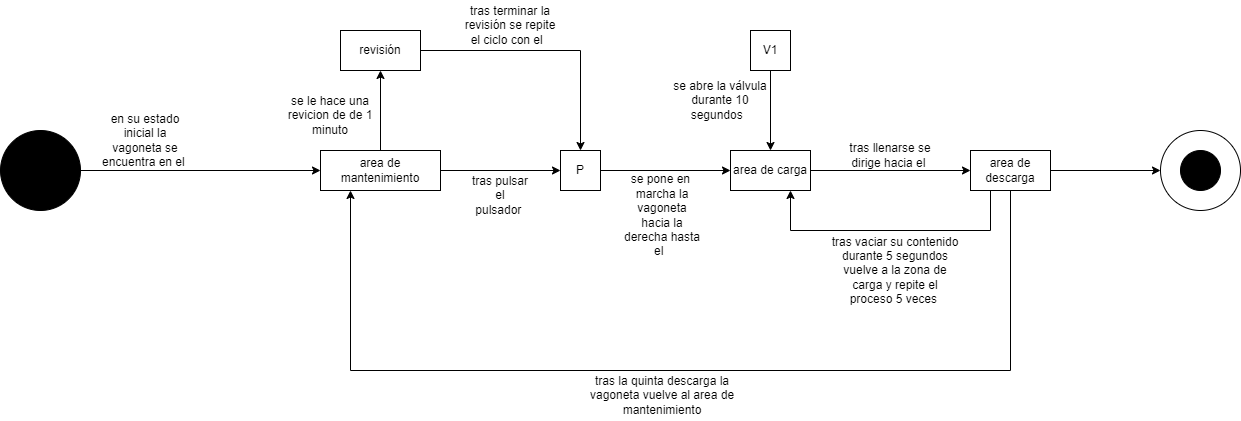 tras terminar la
revisión se repite
el ciclo con el
revisión
V1
se abre la válvula
durante 10
segundos
se le hace una
revicion de de 1
minuto
en su estado
inicial la
vagoneta se
encuentra en el
area de
mantenimiento
tras pulsar
el
pulsador
P
se pone en
marcha la
vagoneta
hacia la
derecha hasta
el
area de carga
tras llenarse se
dirige hacia el
area de
descarga
tras vaciar su contenido
durante 5 segundos
vuelve a la zona de
carga y repite el
proceso 5 veces
tras la quinta descarga la
vagoneta vuelve al area de
mantenimiento